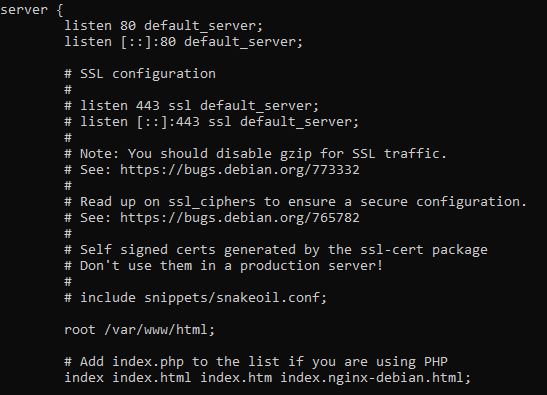 server {
listen 80 default_server;
listen [::]:80 default_server;
# SSL configuration
#
# listen 443 ssl default_server;
# listen [::]:443 ssl default_server;
#
# Note: You should disable gzip for SSL traffic.
# See: https://bugs.debian.org/773332
#
# Read up on ssl_ciphers to ensure a secure configuration.
# See: https://bugs.debian.org/765782
#
# Self signed certs generated by the ssl-cert package
# Don't use them in a production server!
#
# include snippets/snakeoil.conf;
root /var/www/html;
# Add index.php to the list if you are using PHP
index index.html index.htm index.nginx-debian.html;